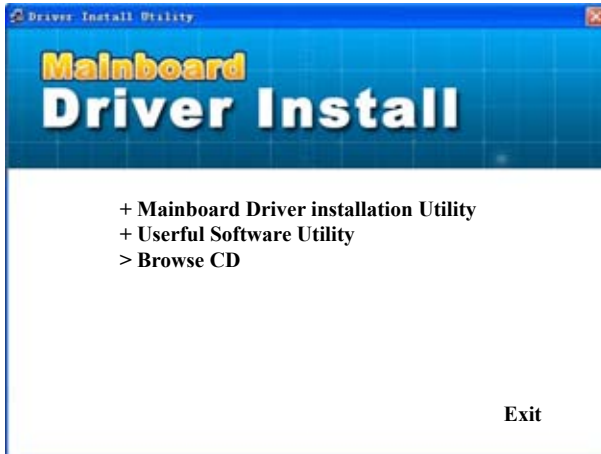 Driver Install Utility
Mainboard
Driver Install
+ Mainboard Driver installation Utility
+ Userful Software Utility
> Browse CD
Exit